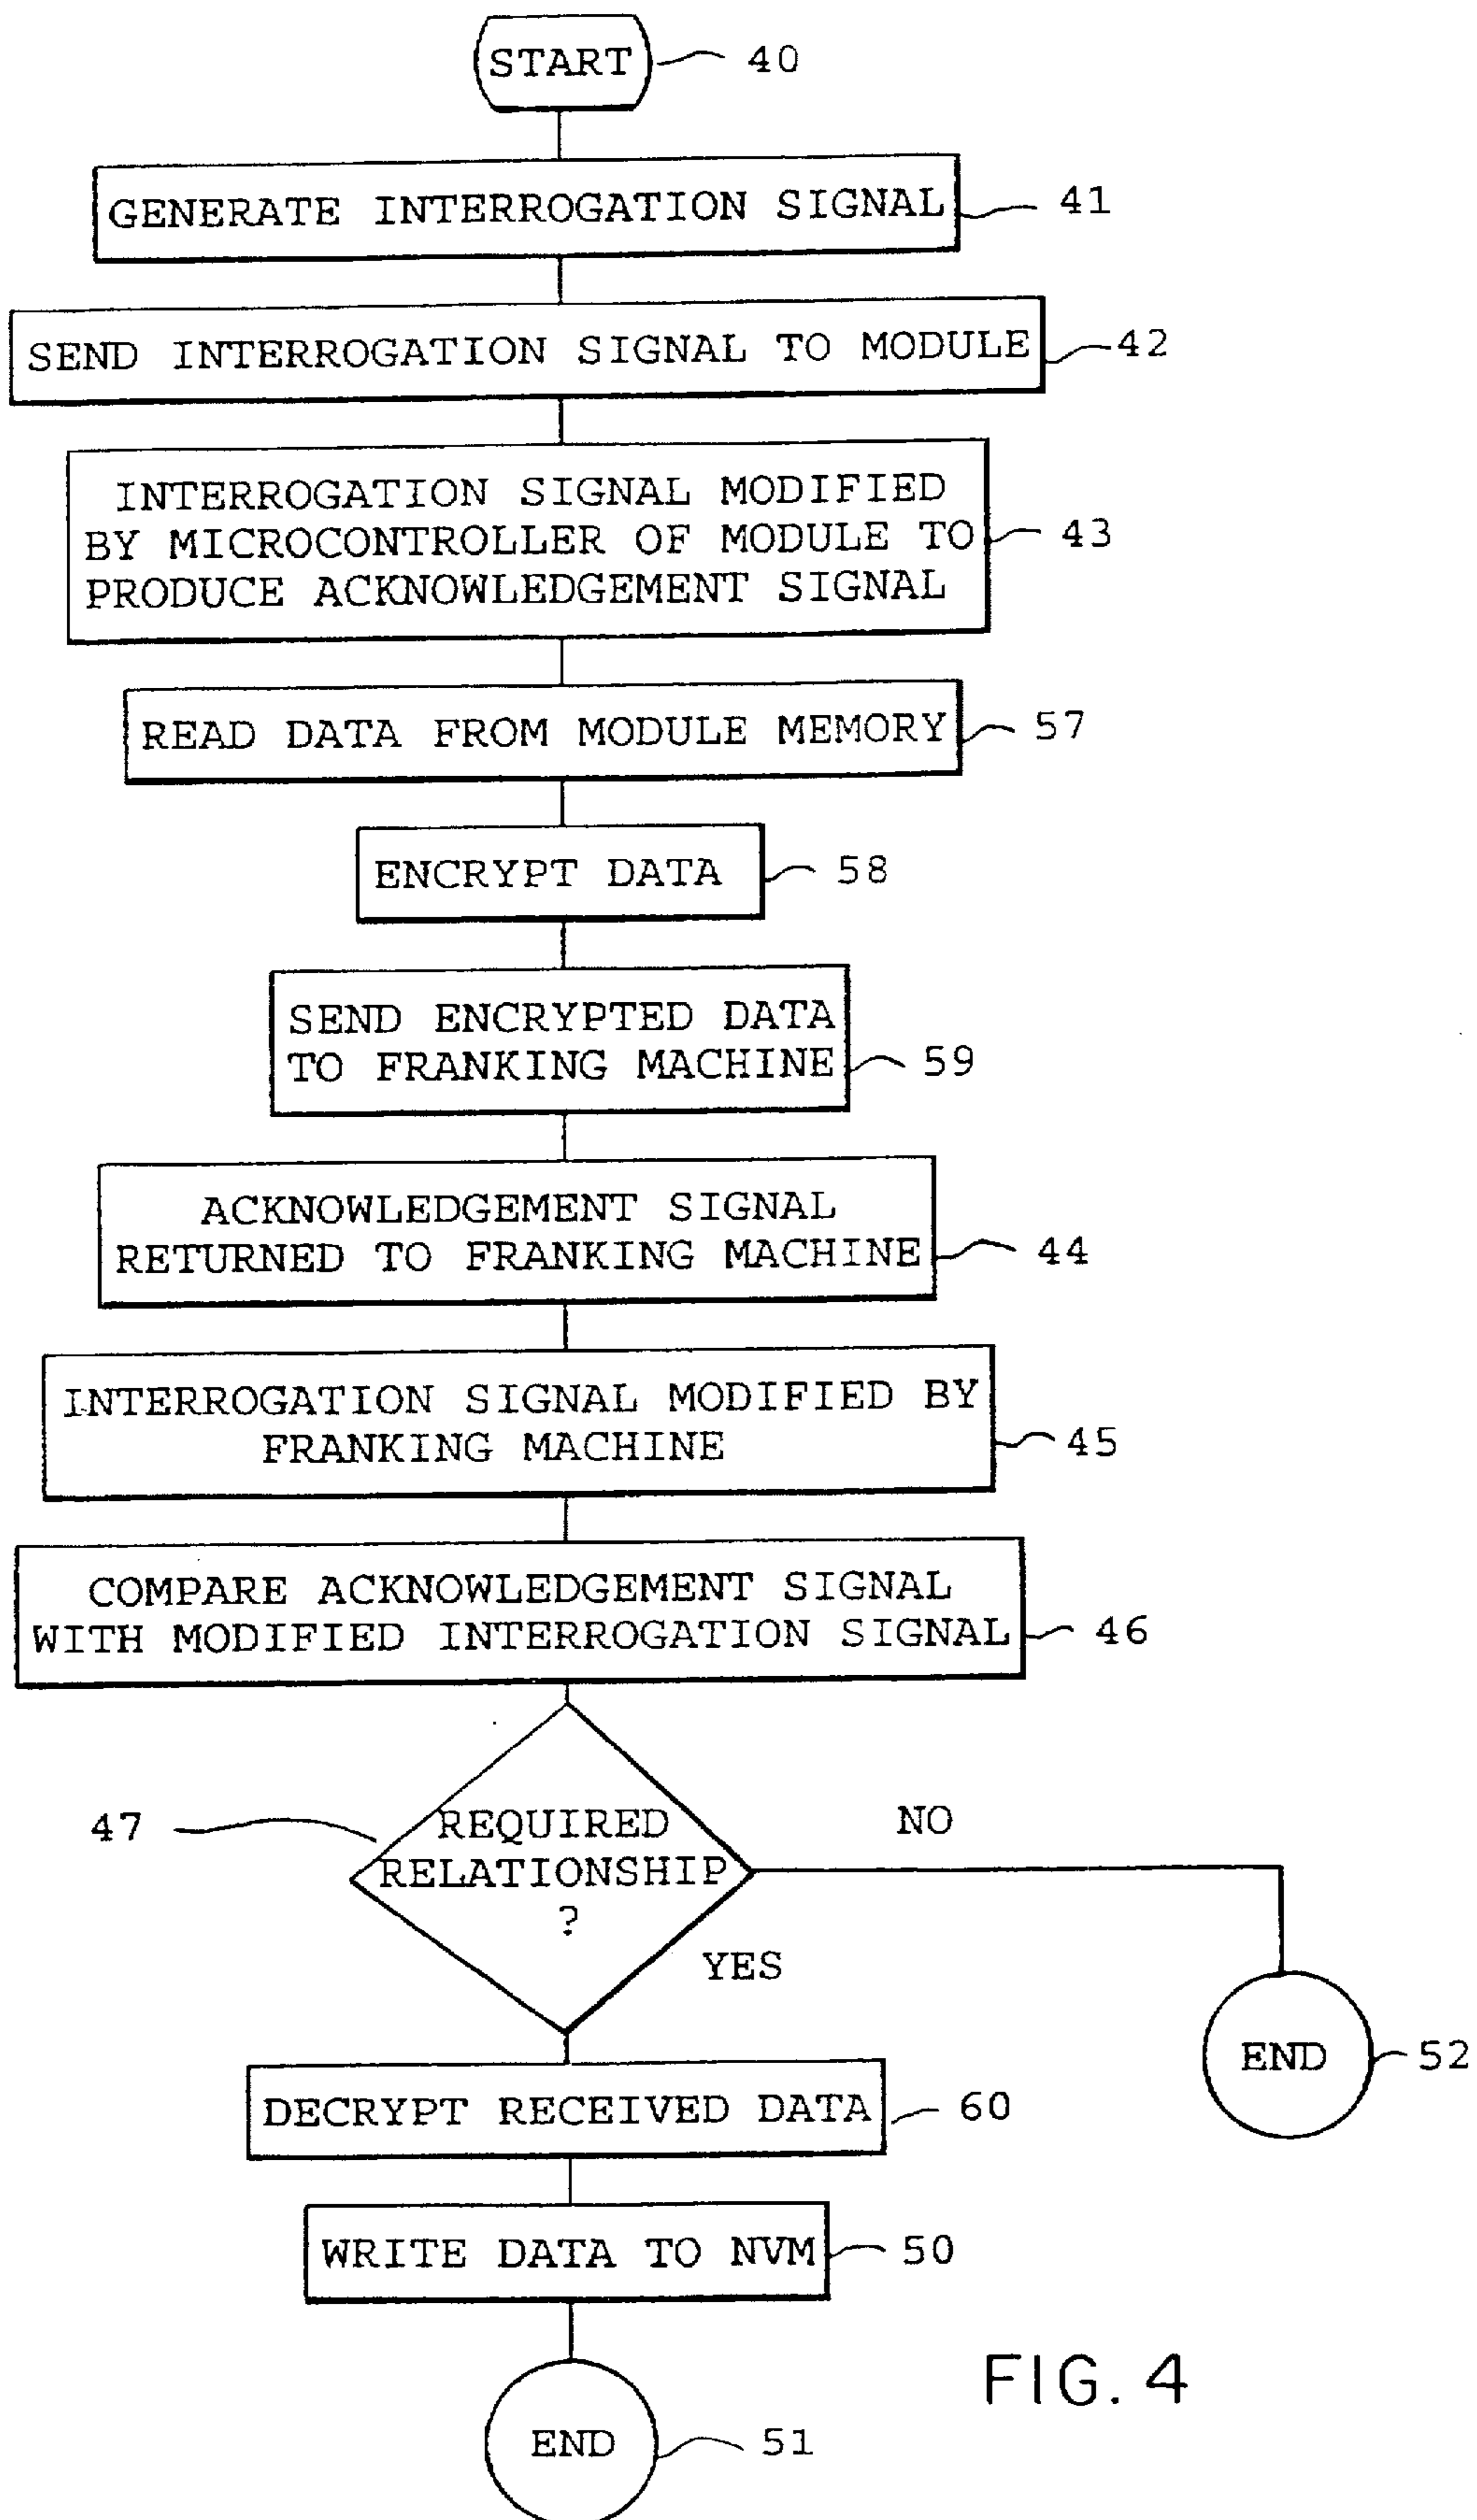 START
40
GENERATE INTERROGATION SIGNAL
41
SEND INTERROGATION SIGNAL TO MODULE
42
INTERROGATION SIGNAL MODIFIED
BY MICROCONTROLLER OF MODULE TO
PRODUCE ACKNOWLEDGEMENT SIGNAL
43
READ DATA FROM MODULE MEMORY
57
ENCRYPT DATA
58
SEND ENCRYPTED DATA
TO FRANKING MACHINE
59
ACKNOWLEDGEMENT SIGNAL
RETURNED TO FRANKING MACHINE
44
INTERROGATION SIGNAL MODIFIED BY
FRANKING MACHINE
45
COMPARE ACKNOWLEDGEMENT SIGNAL
WITH MODIFIED INTERROGATION SIGNAL
46
47
REQUIRED
RELATIONSHIP
?
NO
YES
END
52
DECRYPT RECEIVED DATA
60
WRITE DATA TO NVM
50
END
51
FIG. 4